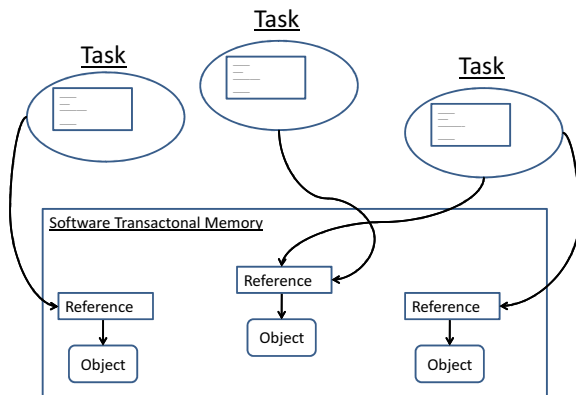 Task
Task
Task
Software Transactonal Memory
Reference
Reference
Reference
Object
Object
Object